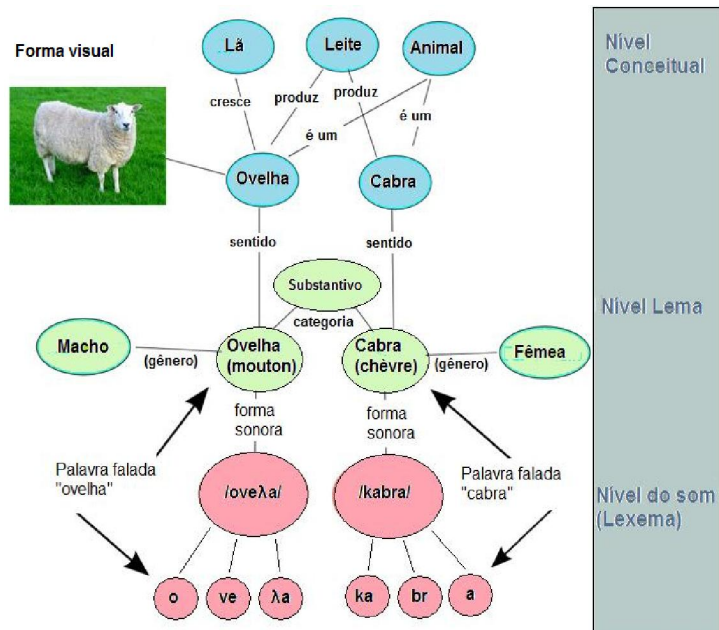 Forma visual
Lã
Leite
Animal
Nível
Conceitual
cresce
produz
produz
é um
é um
Ovelha
Cabra
sentido
sentido
Substantivo
categoria
Nível Lema
Macho
(gênero)
Ovelha
(mouton)
Cabra
(chèvre)
(gênero)
Fêmea
forma
sonora
forma
sonora
Palavra falada
"ovelha"
Palavra falada
"cabra"
/oveλa/
/kabra/
Nível do som
(Lexema)
o
ve
λa
ka
br
a